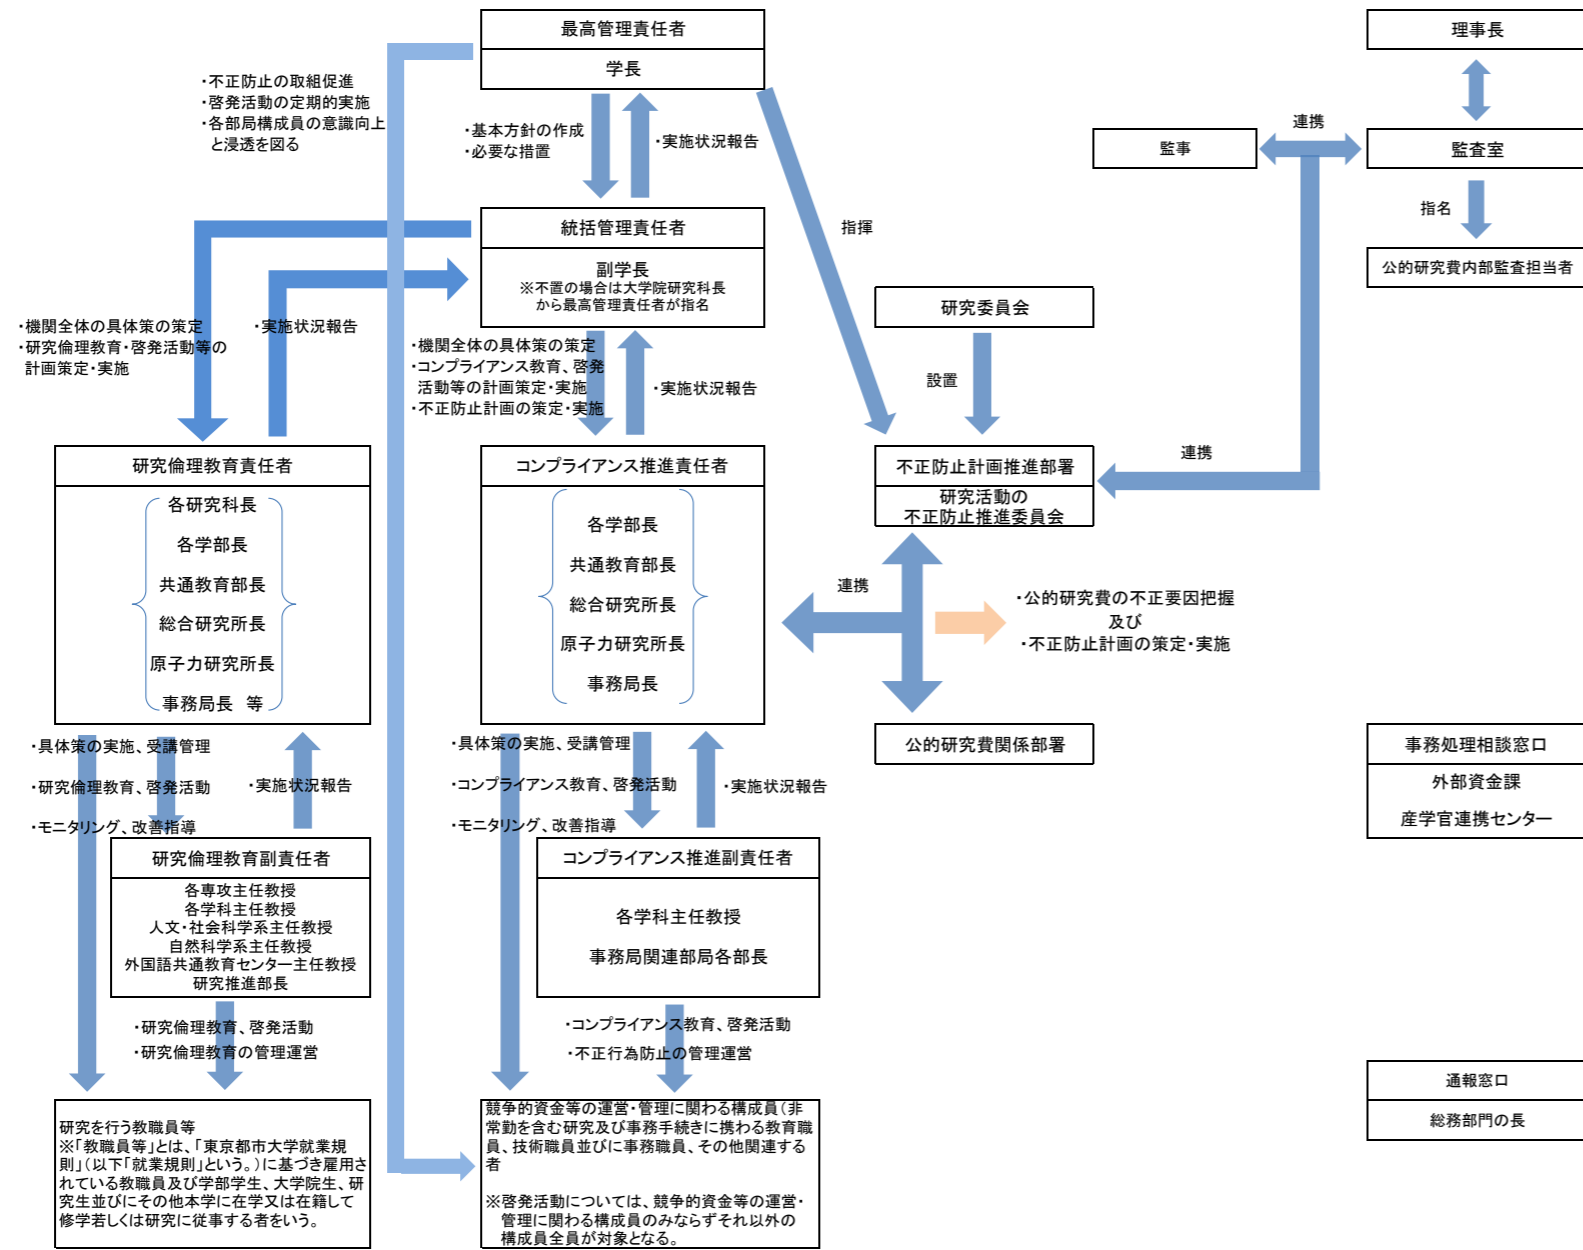 最高管理責任者
学長
・不正防止の取組促進
・啓発活動の定期的実施
・各部局構成員の意識向上
と浸透を図る
・基本方針の作成
・必要な措置
・実施状況報告
統括管理責任者
副学長
※不置の場合は大学院研究科長
から最高管理責任者が指名
・機関全体の具体策の策定
・研究倫理教育・啓発活動等の
計画策定・実施
・実施状況報告
・機関全体の具体策の策定
・コンプライアンス教育、啓発
活動等の計画策定・実施
・不正防止計画の策定・実施
・実施状況報告
指揮
研究委員会
設置
理事長
連携
監事
監査室
指名
公的研究費内部監査担当者
連携
研究倫理教育責任者
各研究科長
各学部長
共通教育部長
総合研究所長
原子力研究所長
事務局長 等
コンプライアンス推進責任者
各学部長
共通教育部長
総合研究所長
原子力研究所長
事務局長
不正防止計画推進部署
研究活動の
不正防止推進委員会
連携
・公的研究費の不正要因把握
及び
・不正防止計画の策定・実施
公的研究費関係部署
・具体策の実施、受講管理
・研究倫理教育、啓発活動
・モニタリング、改善指導
・実施状況報告
・具体策の実施、受講管理
・コンプライアンス教育、啓発活動
・モニタリング、改善指導
・実施状況報告
事務処理相談窓口
外部資金課
産学官連携センター
研究倫理教育副責任者
各専攻主任教授
各学科主任教授
人文・社会科学系主任教授
自然科学系主任教授
外国語共通教育センター主任教授
研究推進部長
コンプライアンス推進副責任者
各学科主任教授
事務局関連部局各部長
・研究倫理教育、啓発活動
・研究倫理教育の管理運営
・コンプライアンス教育、啓発活動
・不正行為防止の管理運営
研究を行う教職員等
※「教職員等」とは、「東京都市大学就業規
則」（以下「就業規則」という。）に基づき雇用さ
れている教職員及び学部学生、大学院生、研
究生並びにその他本学に在学又は在籍して
修学若しくは研究に従事する者をいう。
競争的資金等の運営・管理に関わる構成員（非
常勤を含む研究及び事務手続きに携わる教育職
員、技術職員並びに事務職員、その他関連する
者
※啓発活動については、競争的資金等の運営・
管理に関わる構成員のみならずそれ以外の
構成員全員が対象となる。
通報窓口
総務部門の長